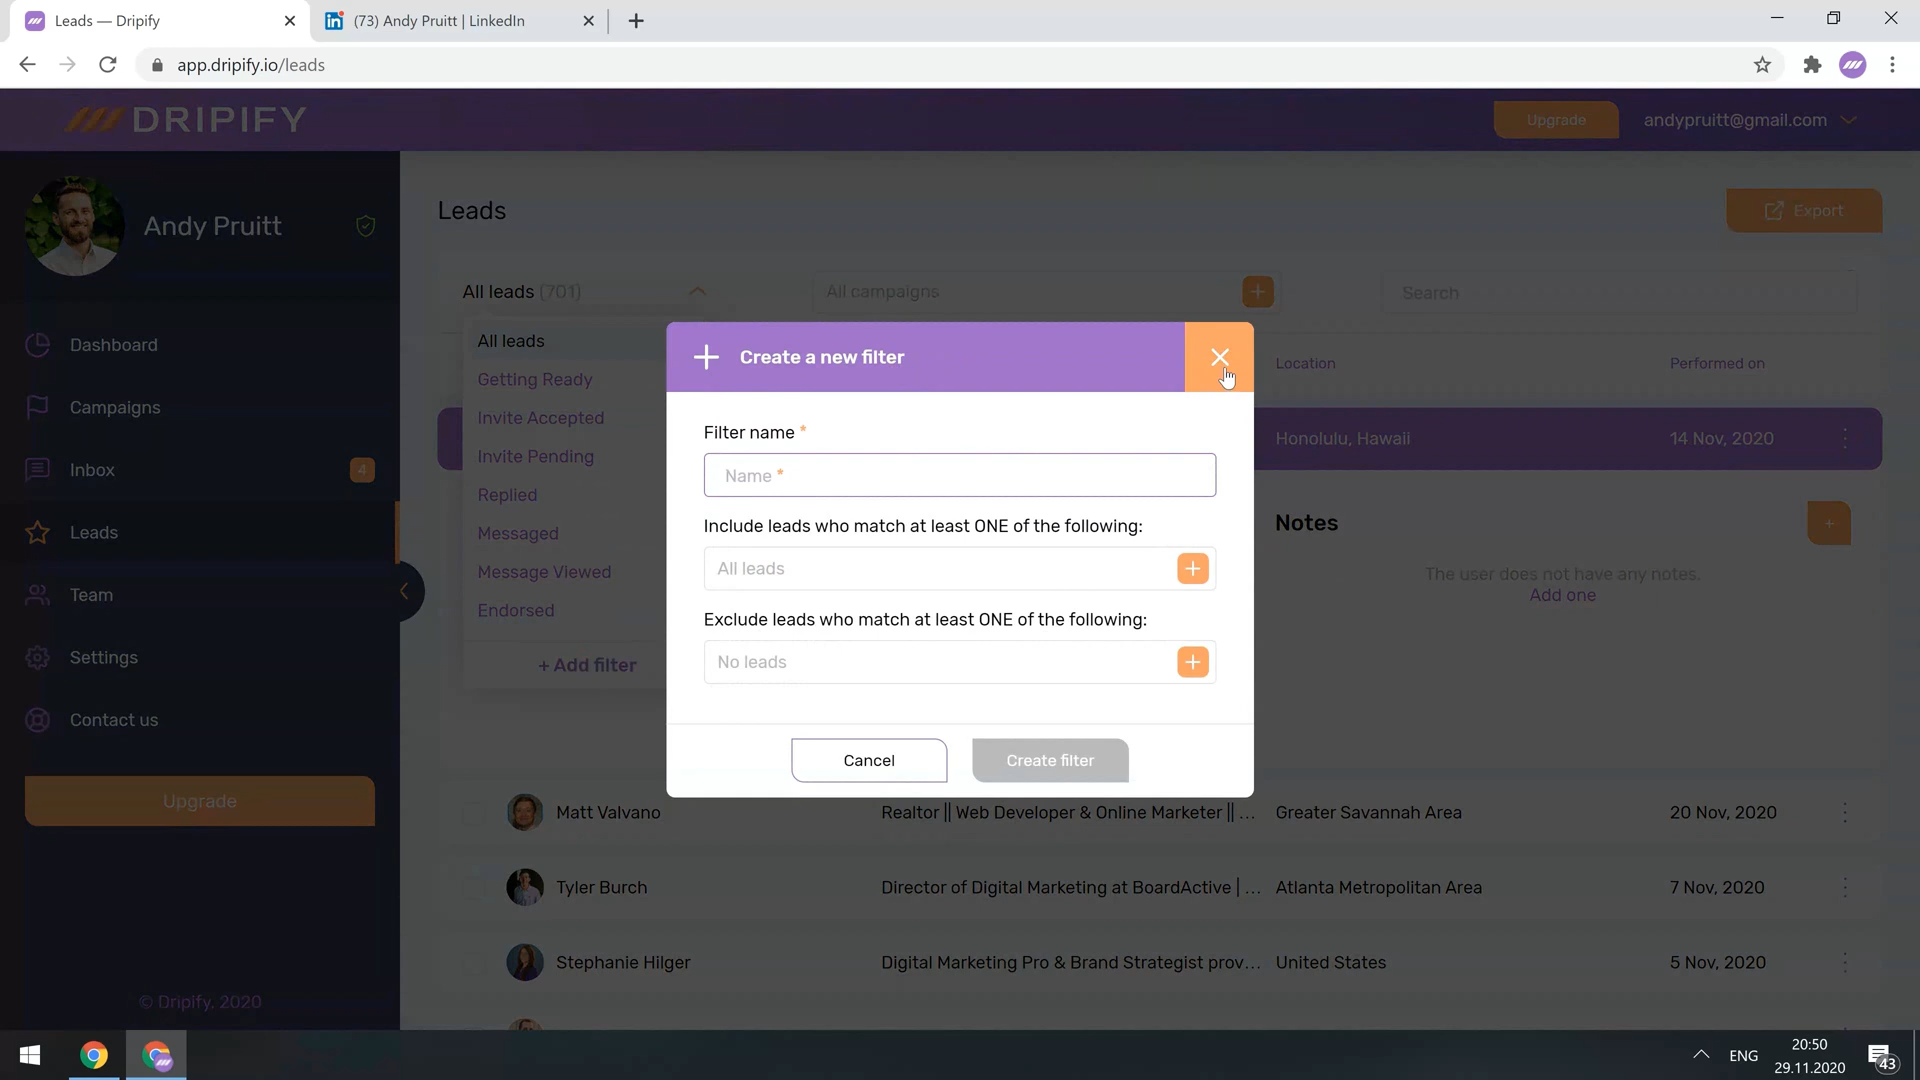 Leads — Dripify
(73) Andy Pruitt | LinkedIn
app.dripify.io/leads
DRIPIFY
Upgrade
andypruitt@gmail.com
Andy Pruitt
Dashboard
Campaigns
Inbox
4
Leads
Team
Settings
Contact us
Upgrade
© Dripify, 2020
Leads
Export
All leads (701)
All campaigns
Search
All leads
Getting Ready
Invite Accepted
Invite Pending
Replied
Messaged
Message Viewed
Endorsed
+ Add filter
Location
Performed on
Honolulu, Hawaii
14 Nov, 2020
Notes
The user does not have any notes.
Add one
Create a new filter
Filter name *
Name *
Include leads who match at least ONE of the following:
All leads
Exclude leads who match at least ONE of the following:
No leads
Cancel
Create filter
Matt Valvano
Realtor || Web Developer & Online Marketer || ...
Greater Savannah Area
20 Nov, 2020
Tyler Burch
Director of Digital Marketing at BoardActive | ...
Atlanta Metropolitan Area
7 Nov, 2020
Stephanie Hilger
Digital Marketing Pro & Brand Strategist prov...
United States
5 Nov, 2020
ENG
20:50
29.11.2020
43